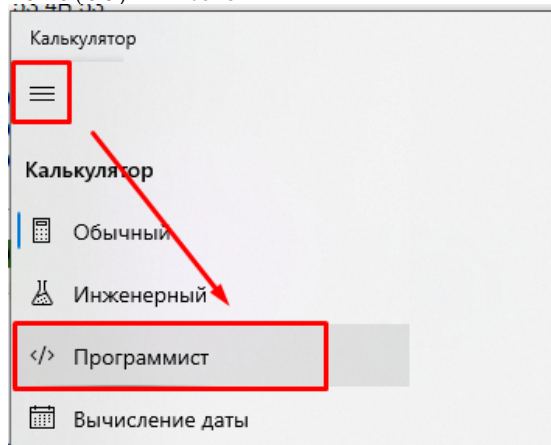 Калькулятор
Калькулятор
Обычный
Инженерный
</> Программист
Вычисление даты